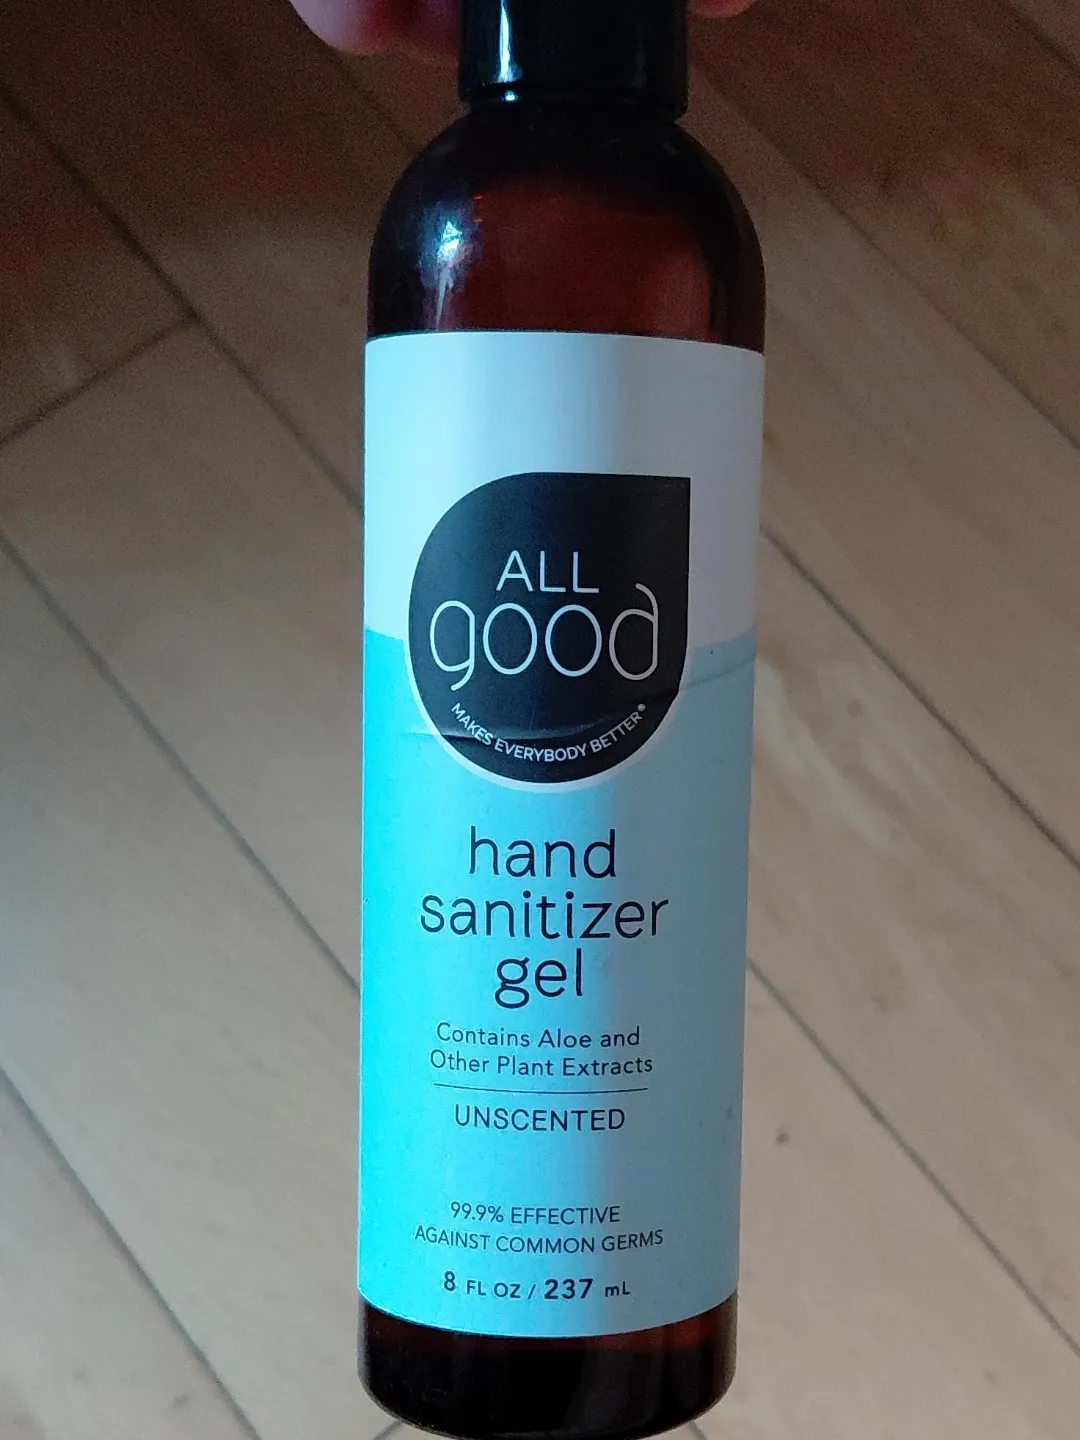 ALL
good
MAKES EVERYBODY BETTER®
hand
sanitizer
gel
Contains Aloe and
Other Plant Extracts
UNSCENTED
99.9% EFFECTIVE
AGAINST COMMON GERMS
8 FL OZ / 237 mL